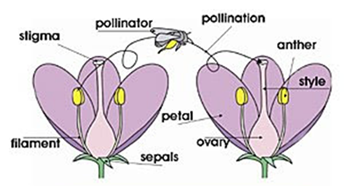 pollinator
pollination
stigma
anther
style
petal
filament
ovary
sepals